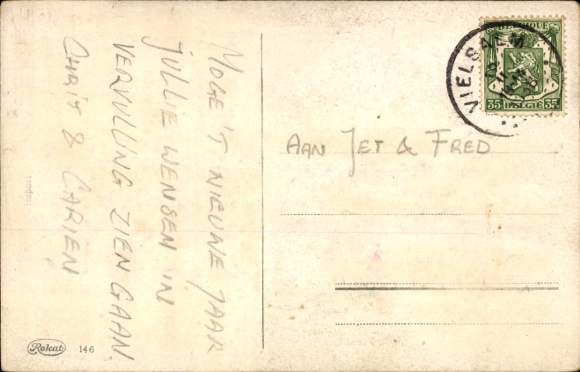 MOGE 'T NIEUWE JAAR
JULLIE WENSEN IN
VERVULLING ZIEN GAAN.
CHRIT & CARIEN
AAN JET & FRED
BELGIQUE
35 BELGIE 35
VIELSALM
Rokat 146